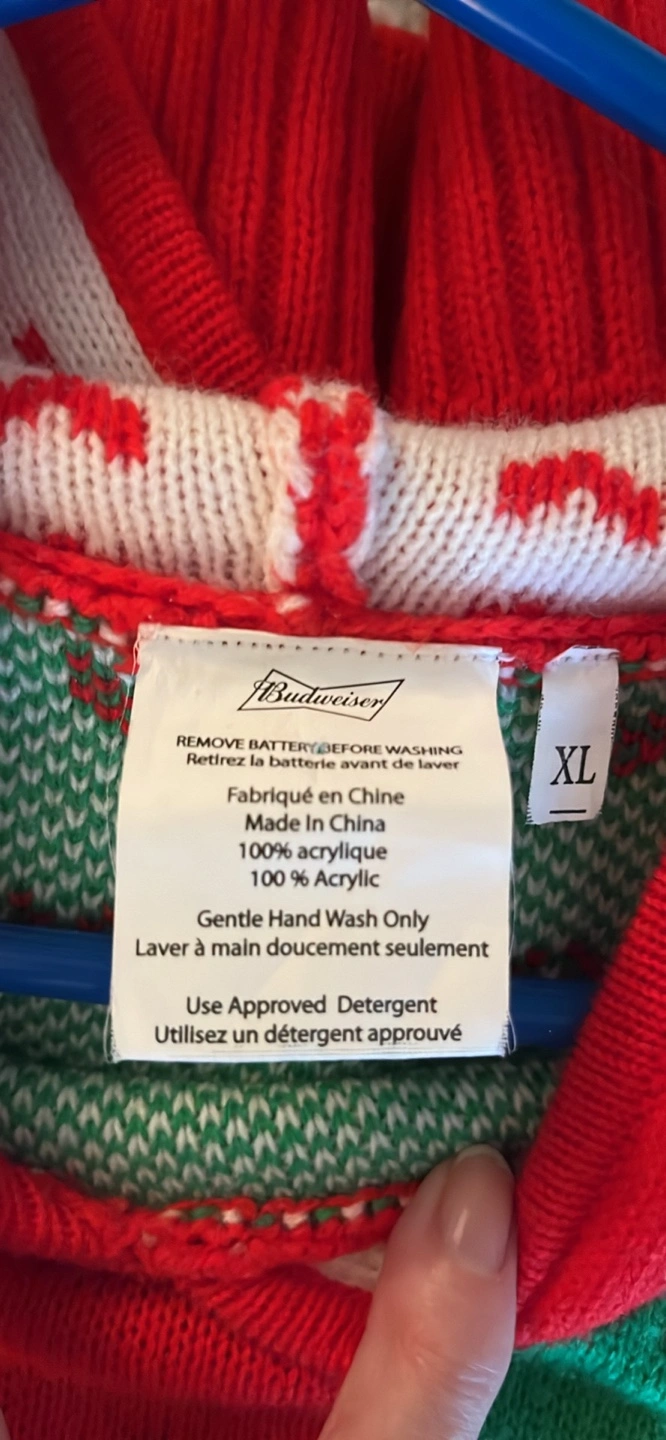 Budweiser
REMOVE BATTERY BEFORE WASHING
Retirez la batterie avant de laver
Fabriqué en Chine
Made In China
100% acrylique
100 % Acrylic
Gentle Hand Wash Only
Laver à main doucement seulement
Use Approved Detergent
Utilisez un détergent approuvé
XL